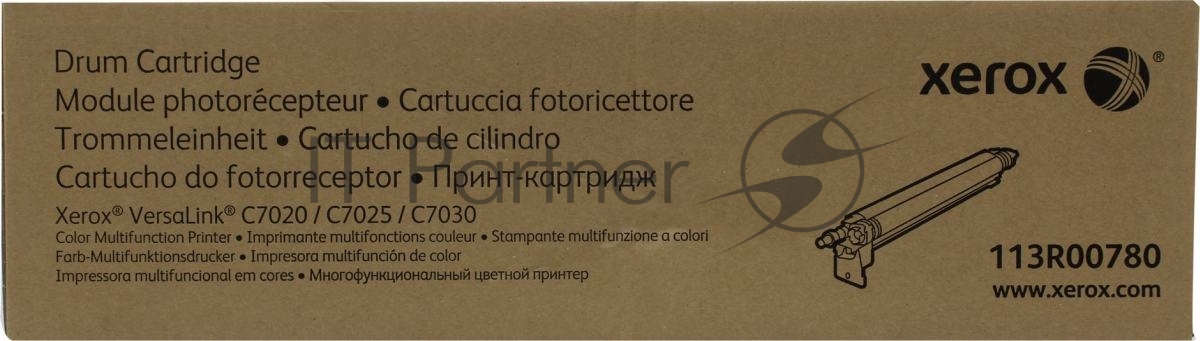 Drum Cartridge
Module photorécepteur • Cartuccia fotoricettore
Trommeleinheit • Cartucho de cilindro
Cartucho do fotorreceptor • Принт-картридж
Xerox® VersaLink® C7020 / C7025 / C7030
Color Multifunction Printer • Imprimante multifonctions couleur • Stampante multifunzione a colori
Farb-Multifunktionsdrucker • Impresora multifunción de color
Impressora multifuncional em cores • Многофункциональный цветной принтер
xerox ®
113R00780
www.xerox.com
IT Partner